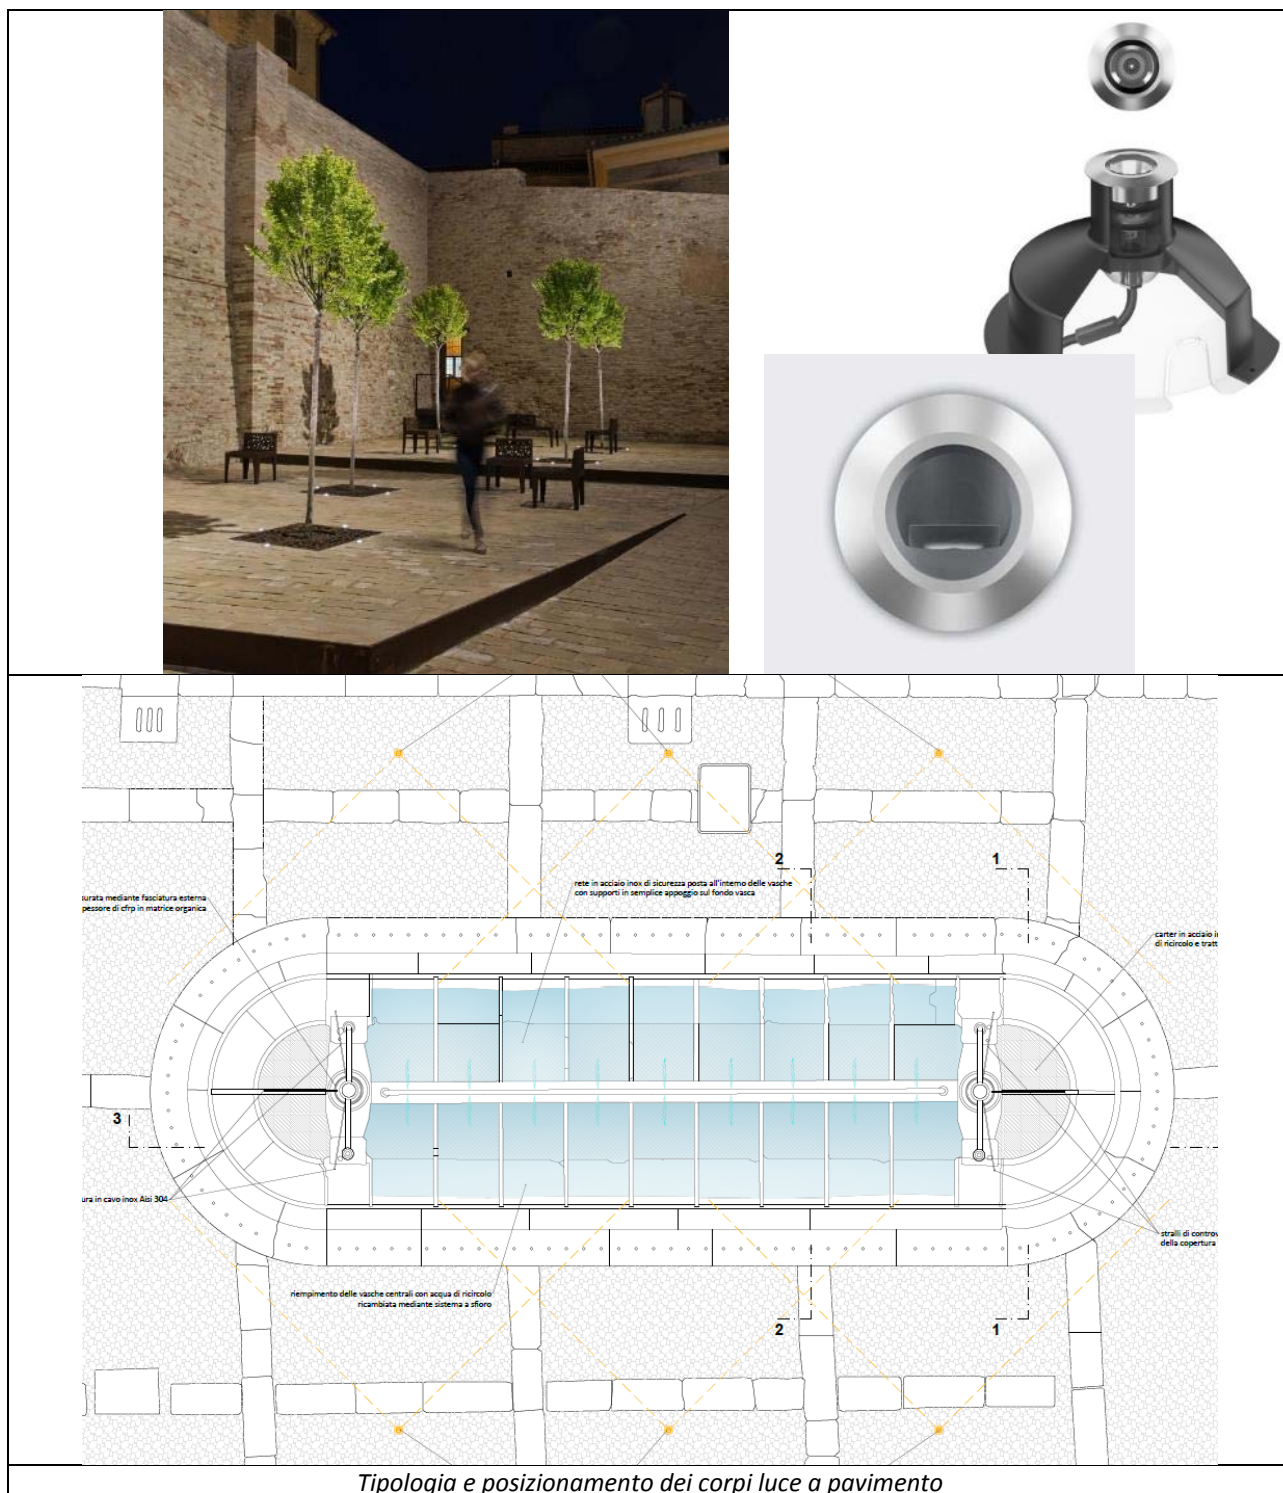 2
1
rete in acciaio inox di sicurezza posta all'interno delle vasche
con supporti in semplice appoggio sul fondo vasca
urata mediante fasciatura esterna
pessore di cfrp in matrice organica
carter in acciaio i
di ricircolo e tratt
3
ura in cavo inox Aisi 304
stralli di controv
della copertura
riempimento delle vasche centrali con acqua di ricircolo
ricambiata mediante sistema a sfioro
2
1
Tipologia e posizionamento dei corpi luce a pavimento